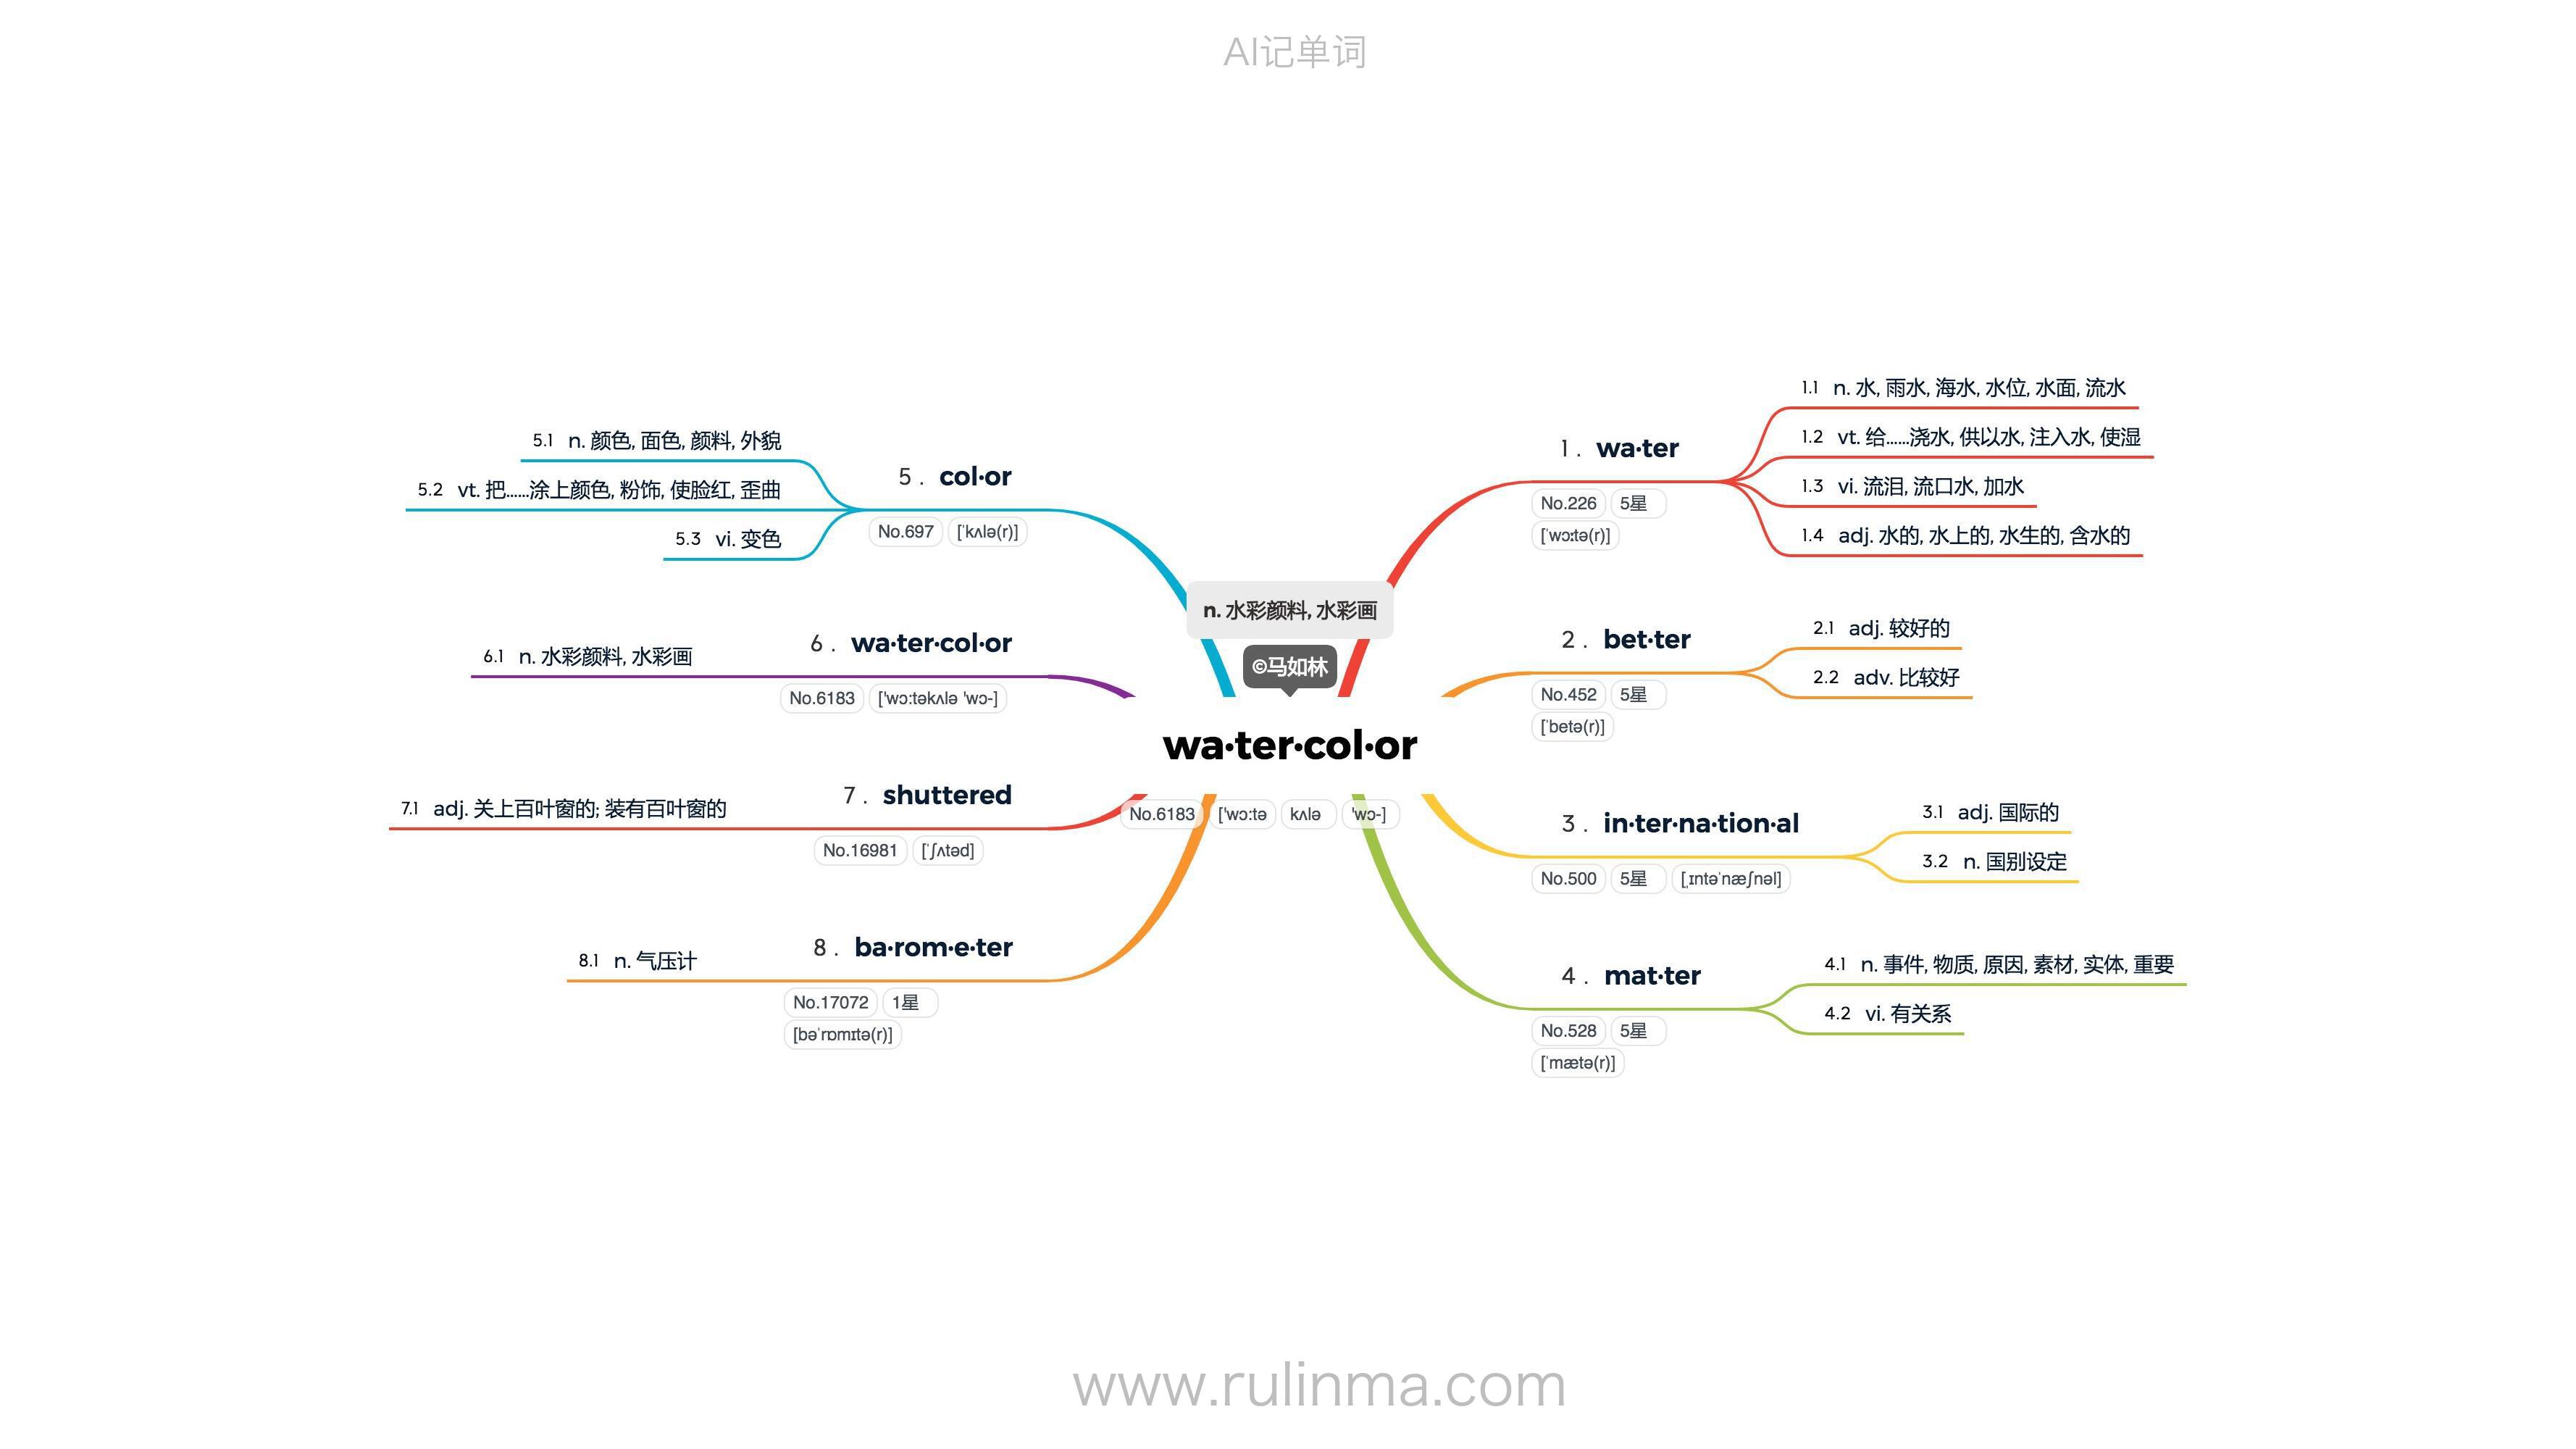 AI记单词
n. 水彩颜料, 水彩画
©马如林
wa·ter·col·or
No.6183 ['wɔ:tə kʌlə 'wɔ-]
1 . wa·ter
No.226 5星
[ˈwɔːtə(r)]
1.1 n. 水, 雨水, 海水, 水位, 水面, 流水
1.2 vt. 给……浇水, 供以水, 注入水, 使湿
1.3 vi. 流泪, 流口水, 加水
1.4 adj. 水的, 水上的, 水生的, 含水的
2 . bet·ter
No.452 5星
[ˈbetə(r)]
2.1 adj. 较好的
2.2 adv. 比较好
3 . in·ter·na·tion·al
No.500 5星 [ˌɪntəˈnæʃnəl]
3.1 adj. 国际的
3.2 n. 国别设定
4 . mat·ter
No.528 5星
[ˈmætə(r)]
4.1 n. 事件, 物质, 原因, 素材, 实体, 重要
4.2 vi. 有关系
5 . col·or
No.697 [ˈkʌlə(r)]
5.1 n. 颜色, 面色, 颜料, 外貌
5.2 vt. 把……涂上颜色, 粉饰, 使脸红, 歪曲
5.3 vi. 变色
6 . wa·ter·col·or
No.6183 ['wɔ:təkʌlə 'wɔ-]
6.1 n. 水彩颜料, 水彩画
7 . shuttered
No.16981 [ˈʃʌtəd]
7.1 adj. 关上百叶窗的; 装有百叶窗的
8 . ba·rom·e·ter
No.17072 1星
[bəˈrɒmɪtə(r)]
8.1 n. 气压计
www.rulinma.com